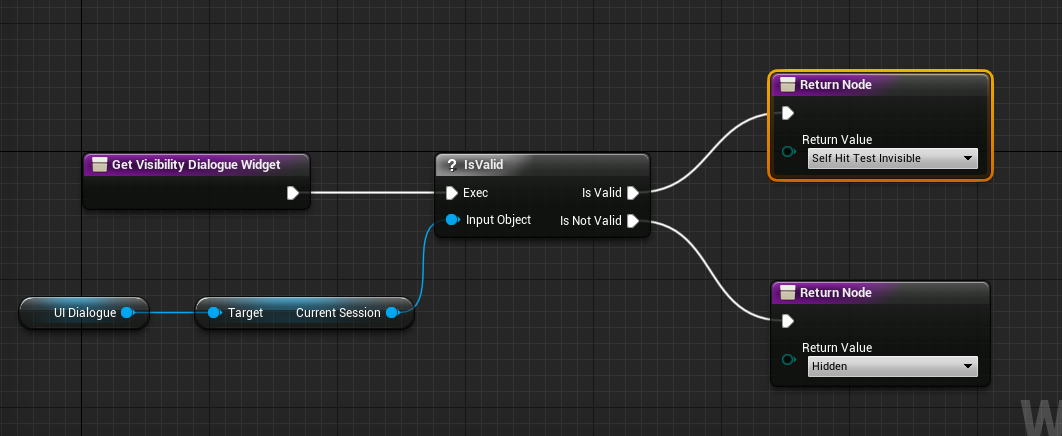 Return Node
Return Value
Self Hit Test Invisible
Get Visibility Dialogue Widget
? IsValid
Exec
Is Valid
Input Object
Is Not Valid
UI Dialogue
Target
Current Session
Return Node
Return Value
Hidden
W